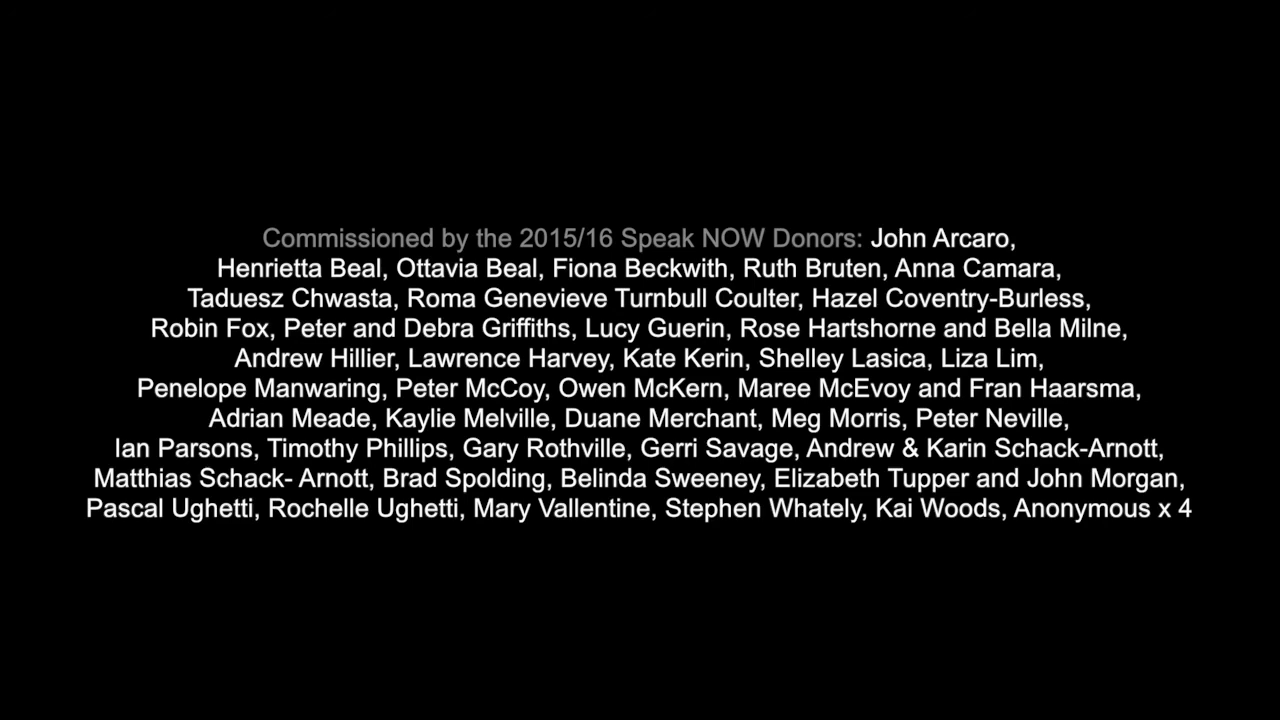 Commissioned by the 2015/16 Speak NOW Donors: John Arcaro,
Henrietta Beal, Ottavia Beal, Fiona Beckwith, Ruth Bruten, Anna Camara,
Taduesz Chwasta, Roma Genevieve Turnbull Coulter, Hazel Coventry-Burless,
Robin Fox, Peter and Debra Griffiths, Lucy Guerin, Rose Hartshorne and Bella Milne,
Andrew Hillier, Lawrence Harvey, Kate Kerin, Shelley Lasica, Liza Lim,
Penelope Manwaring, Peter McCoy, Owen McKern, Maree McEvoy and Fran Haarsma,
Adrian Meade, Kaylie Melville, Duane Merchant, Meg Morris, Peter Neville,
Ian Parsons, Timothy Phillips, Gary Rothville, Gerri Savage, Andrew & Karin Schack-Arnott,
Matthias Schack- Arnott, Brad Spolding, Belinda Sweeney, Elizabeth Tupper and John Morgan,
Pascal Ughetti, Rochelle Ughetti, Mary Vallentine, Stephen Whately, Kai Woods, Anonymous x 4